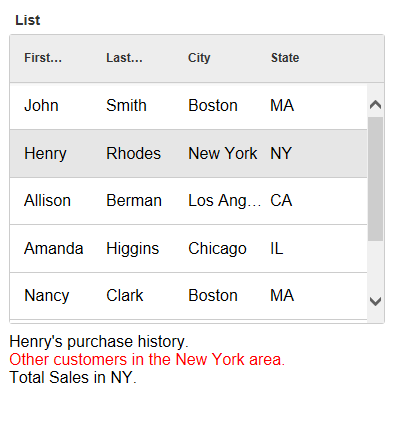 List
First... Last... City State
John Smith Boston MA
Henry Rhodes New York NY
Allison Berman Los Ang... CA
Amanda Higgins Chicago IL
Nancy Clark Boston MA
Henry's purchase history.
Other customers in the New York area.
Total Sales in NY.